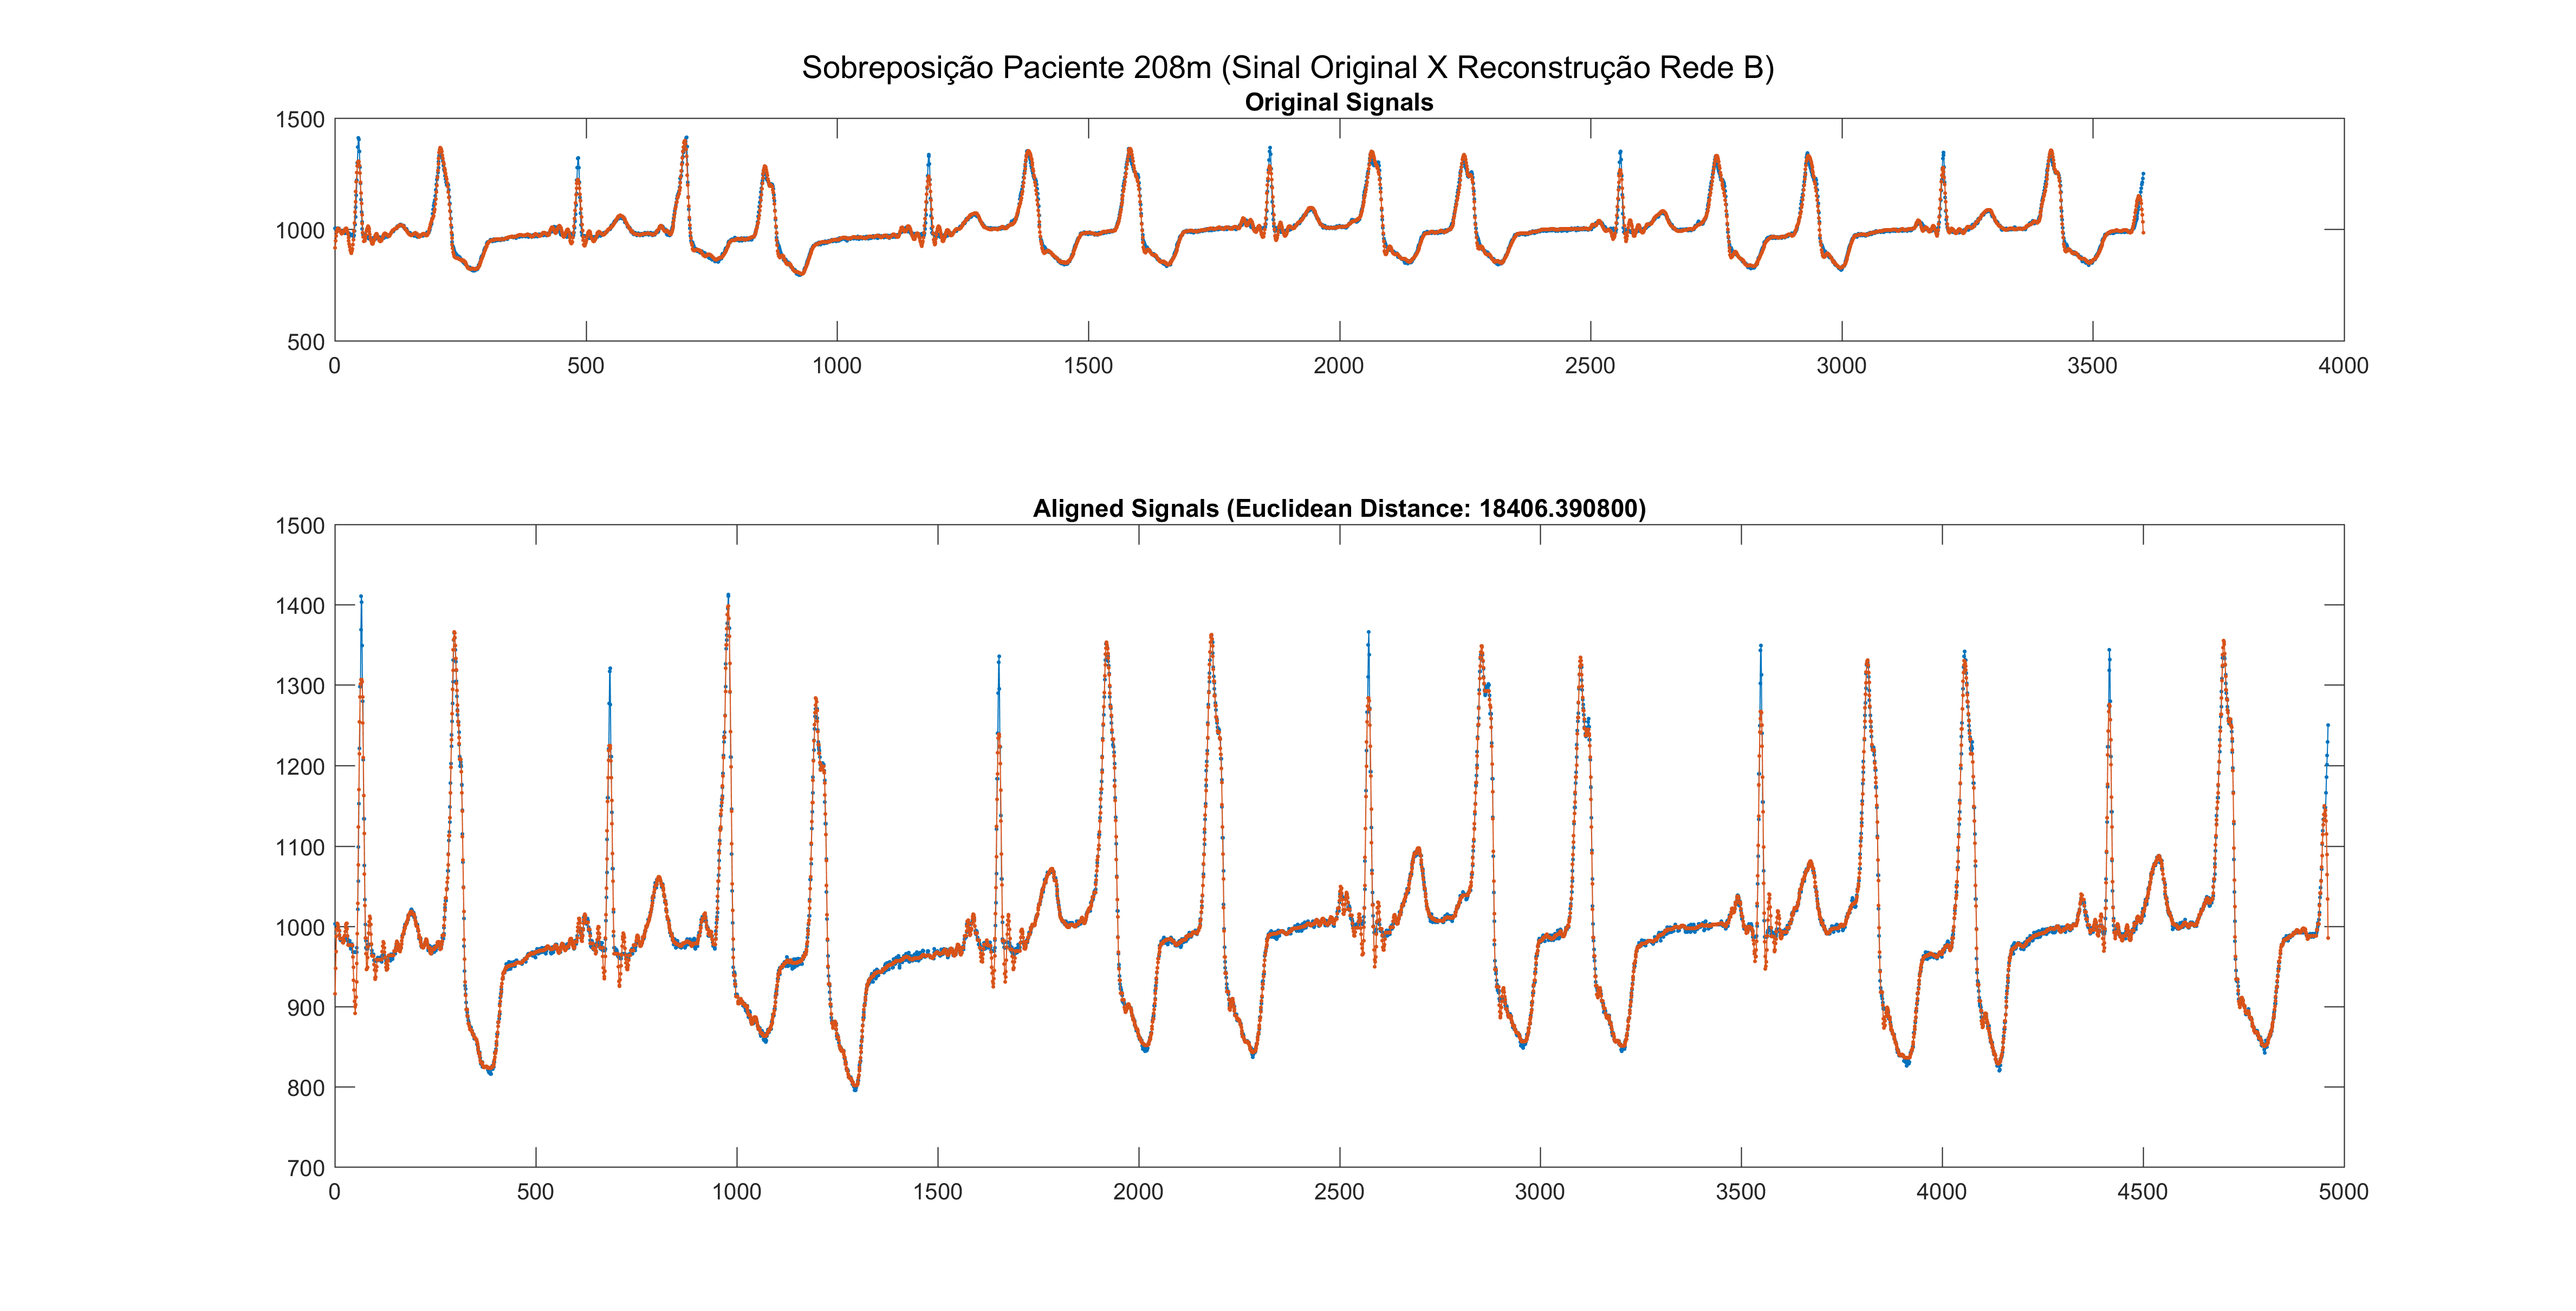 Sobreposição Paciente 208m (Sinal Original X Reconstrução Rede B)
Original Signals
1500
1000
500
0 500 1000 1500 2000 2500 3000 3500 4000
Aligned Signals (Euclidean Distance: 18406.390800)
1500
1400
1300
1200
1100
1000
900
800
700
0 500 1000 1500 2000 2500 3000 3500 4000 4500 5000